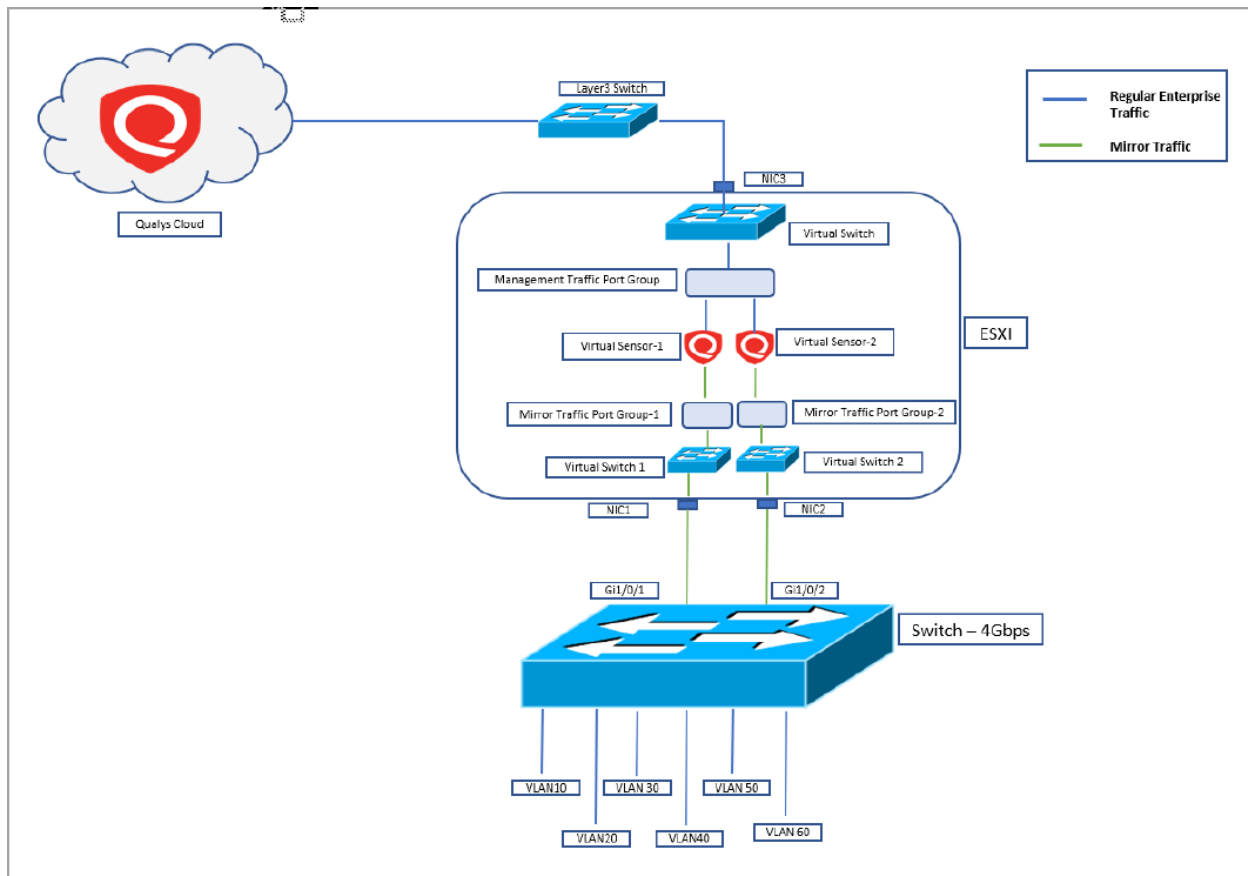 Layer3 Switch
Regular Enterprise
Traffic
Mirror Traffic
NIC3
Qualys Cloud
Virtual Switch
Management Traffic Port Group
ESXI
Virtual Sensor-1
Virtual Sensor-2
Mirror Traffic Port Group-1
Mirror Traffic Port Group-2
Virtual Switch 1
Virtual Switch 2
NIC1
NIC2
Gi1/0/1
Gi1/0/2
Switch – 4Gbps
VLAN10
VLAN 30
VLAN 50
VLAN20
VLAN40
VLAN 60